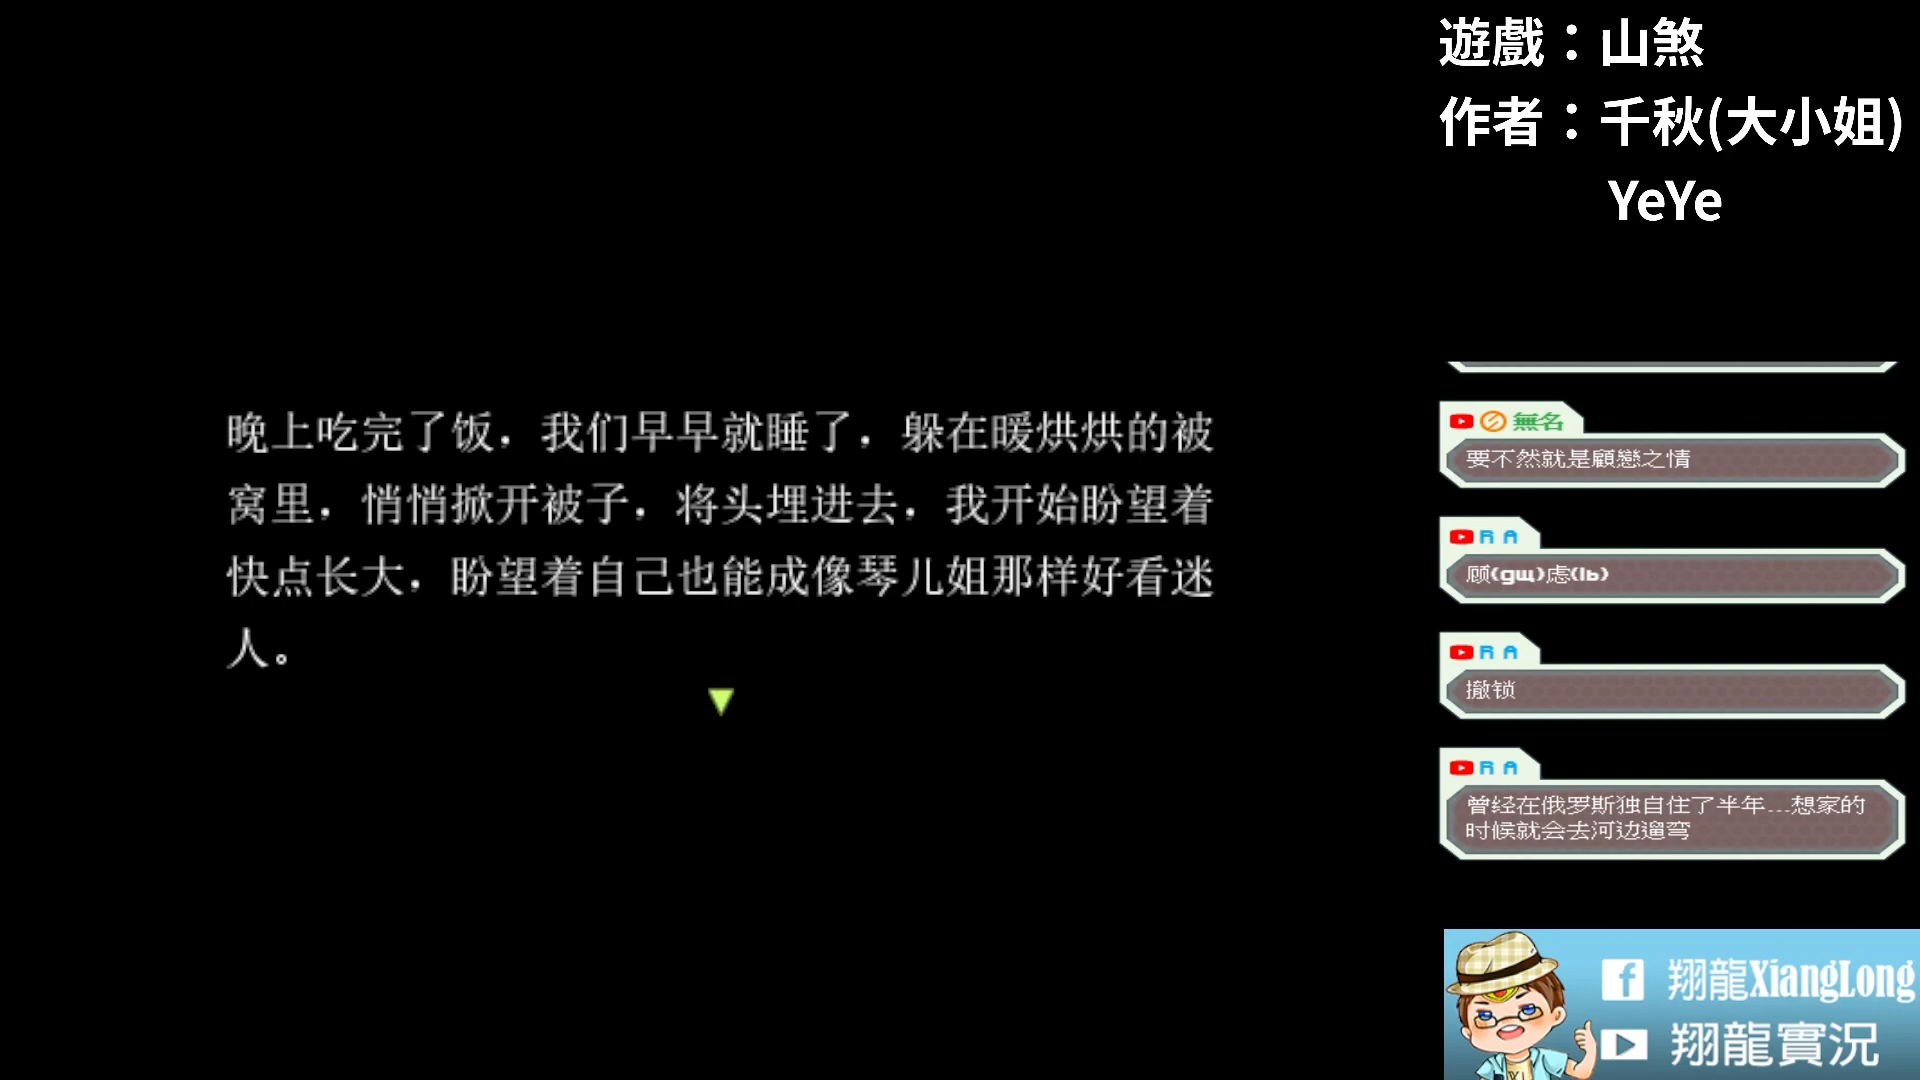 遊戲：山煞
作者：千秋(大小姐)
YeYe
晚上吃完了饭，我们早早就睡了，躲在暖烘烘的被
窝里，悄悄掀开被子，将头埋进去，我开始盼望着
快点长大，盼望着自己也能成像琴儿姐那样好看迷
人。
無名
要不然就是顧戀之情
R A
顾(gщ)虑(lь)
R A
撤锁
R A
曾经在俄罗斯独自住了半年...想家的
时候就会去河边遛弯
翔龍XiangLong
翔龍實況